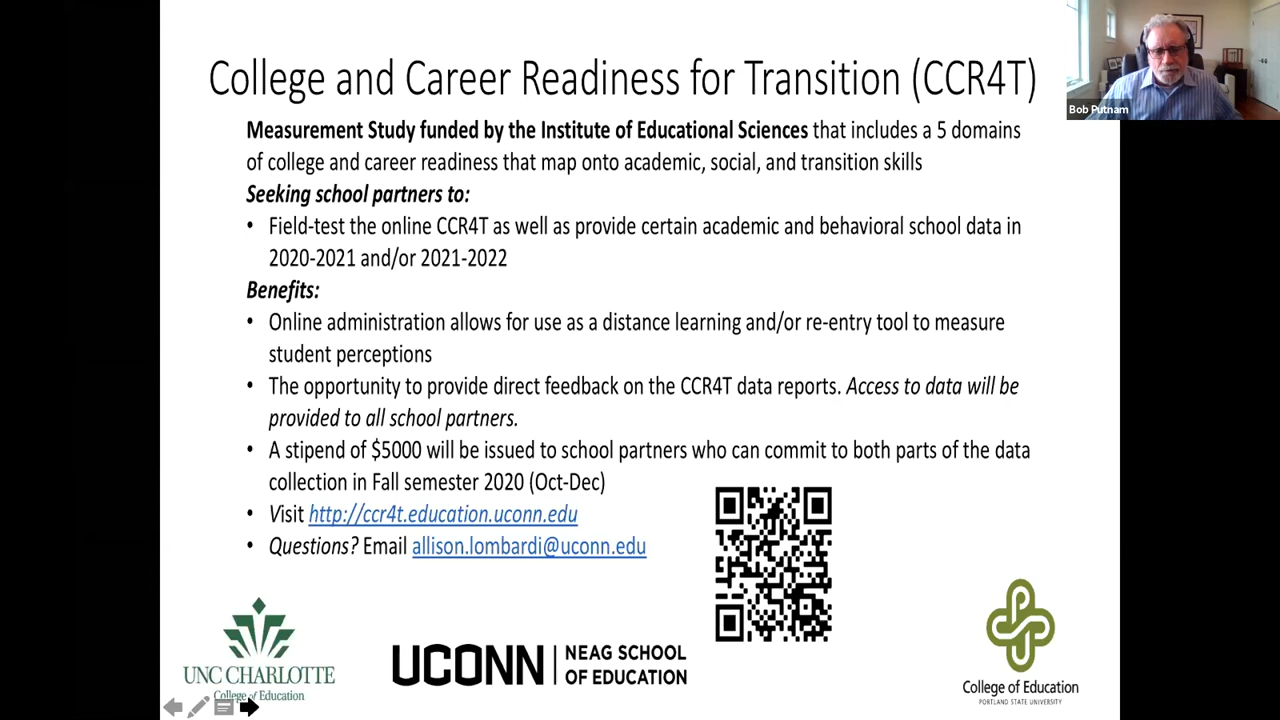 College and Career Readiness for Transition (CCR4T)
Bob Putnam
Measurement Study funded by the Institute of Educational Sciences that includes a 5 domains
of college and career readiness that map onto academic, social, and transition skills
Seeking school partners to:
• Field-test the online CCR4T as well as provide certain academic and behavioral school data in
2020-2021 and/or 2021-2022
Benefits:
• Online administration allows for use as a distance learning and/or re-entry tool to measure
student perceptions
• The opportunity to provide direct feedback on the CCR4T data reports. Access to data will be
provided to all school partners.
• A stipend of $5000 will be issued to school partners who can commit to both parts of the data
collection in Fall semester 2020 (Oct-Dec)
• Visit http://ccr4t.education.uconn.edu
• Questions? Email allison.lombardi@uconn.edu
UNC CHARLOTTE
College of Education
UCONN | NEAG SCHOOL
OF EDUCATION
College of Education
PORTLAND STATE UNIVERSITY